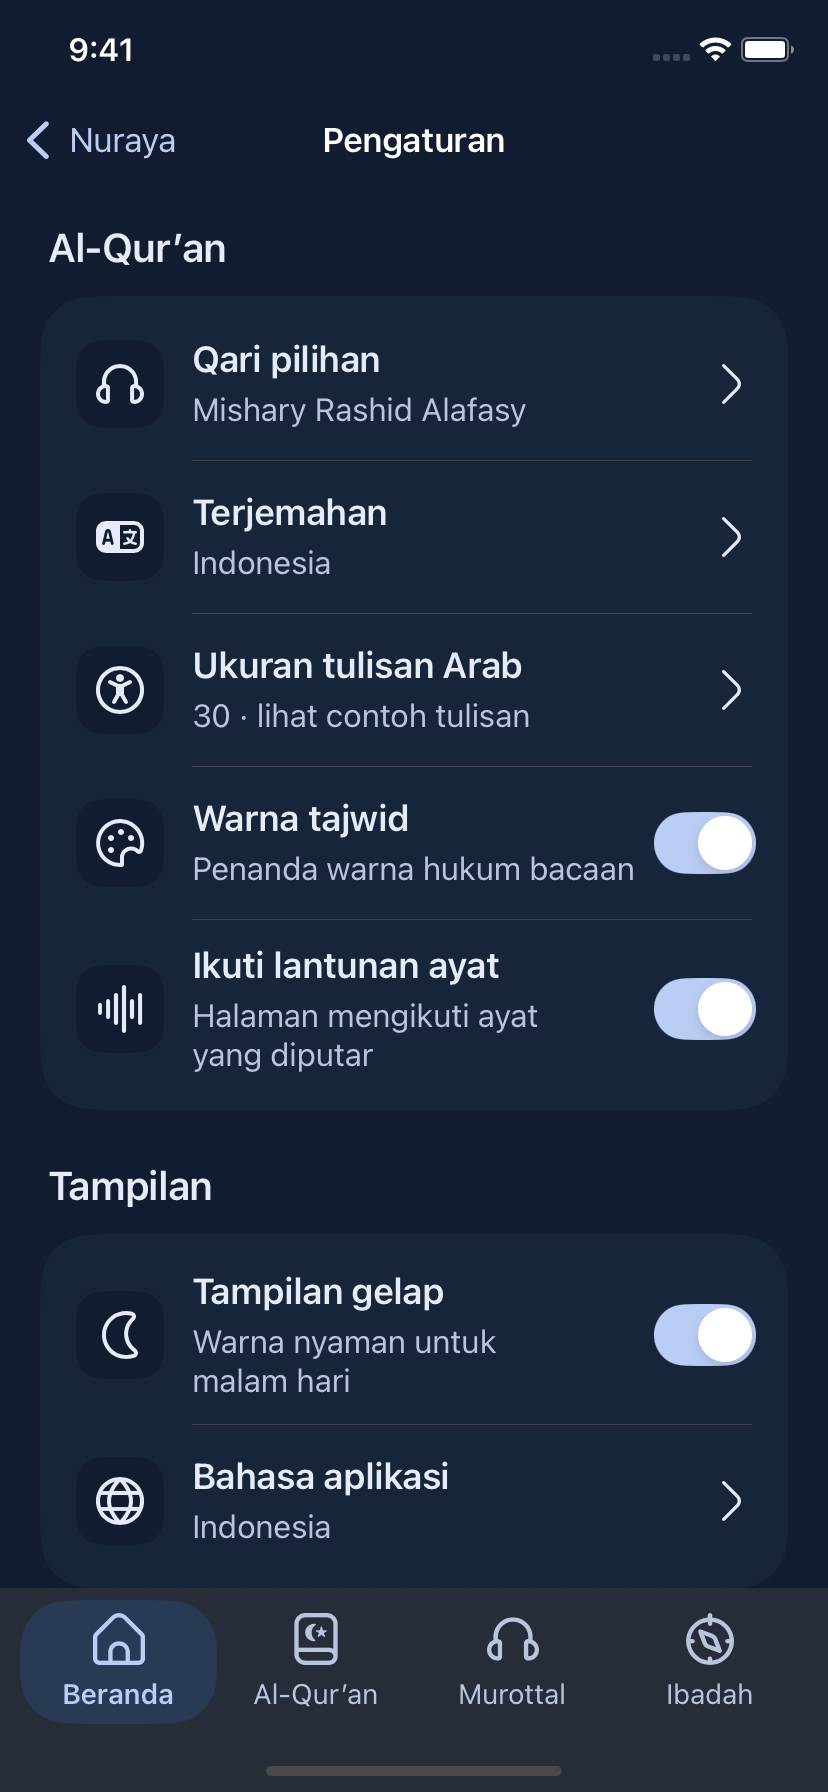 9:41
Nuraya
Pengaturan
Al-Qur’an
Qari pilihan
Mishary Rashid Alafasy
Terjemahan
Indonesia
Ukuran tulisan Arab
30 · lihat contoh tulisan
Warna tajwid
Penanda warna hukum bacaan
Ikuti lantunan ayat
Halaman mengikuti ayat
yang diputar
Tampilan
Tampilan gelap
Warna nyaman untuk
malam hari
Bahasa aplikasi
Indonesia
Beranda
Al-Qur’an
Murottal
Ibadah